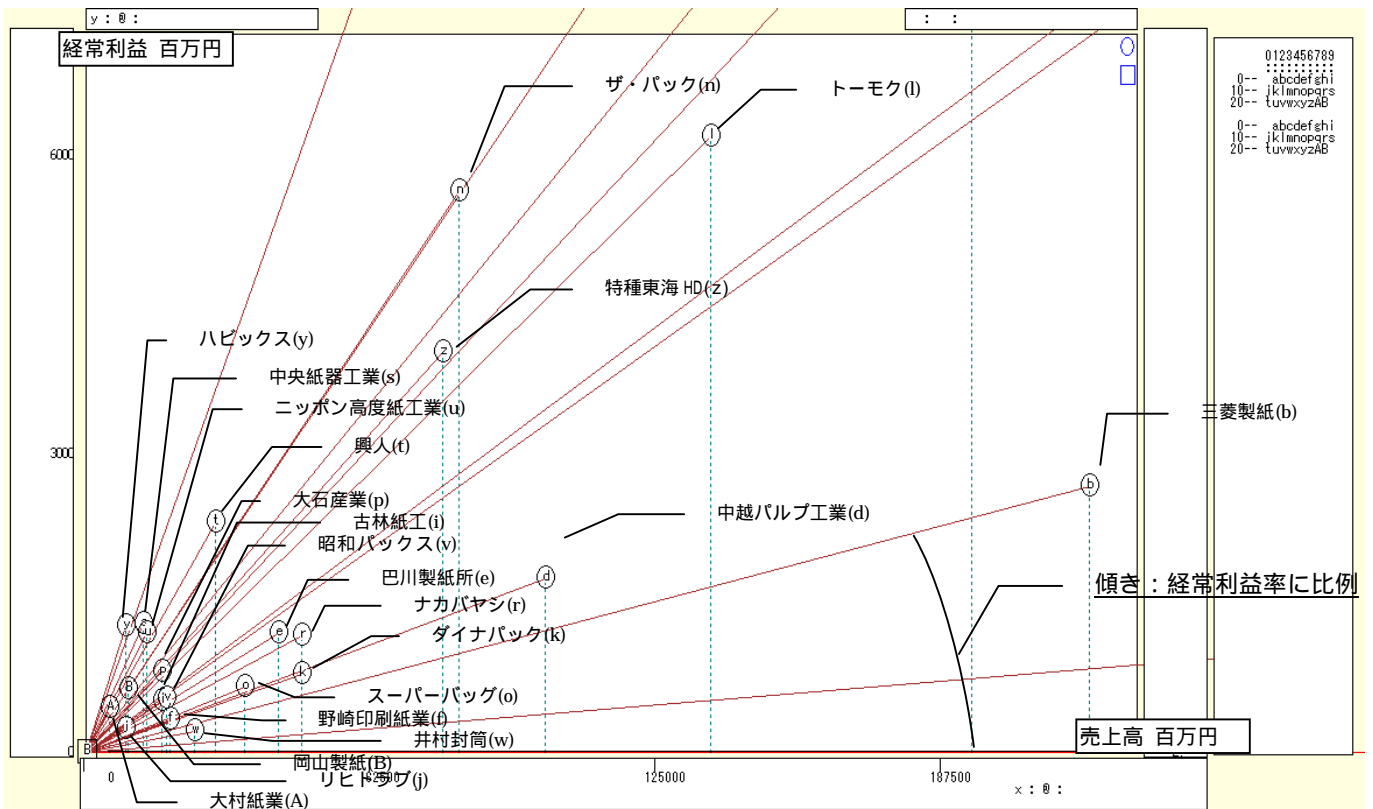 y : @ :
: :
経常利益 百万円
0123456789
::::::::::
0-- abcdefghi
10-- jklmnopqrs
20-- tuvwxyzAB
0-- abcdefghi
10-- jklmnopqrs
20-- tuvwxyzAB
ザ・パック(n)
トーモク(l)
l
6000
n
特種東海 HD(z)
ハビックス(y)
z
中央紙器工業(s)
ニッポン高度紙工業(u)
三菱製紙(b)
興人(t)
3000
b
大石産業(p)
中越パルプ工業(d)
古林紙工(i)
t
昭和パックス(v)
巴川製紙所(e)
d
傾き：経常利益率に比例
ナカバヤシ(r)
y
s
u
e
r
ダイナパック(k)
p
k
B
o
スーパーバッグ(o)
A
i
v
j
f
野崎印刷紙業(f)
w
井村封筒(w)
売上高 百万円
0
B
岡山製紙(B)
0
62500
125000
187500
リヒトラブ(j)
x : @ :
大村紙業(A)